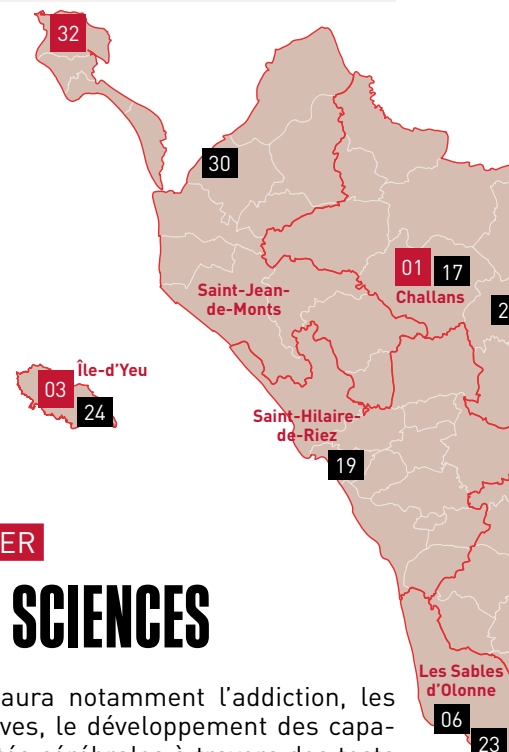 32
30
01 17
Challans
2
Saint-Jean-
de-Monts
Île-d'Yeu
03
24
Saint-Hilaire-
de-Riez
19
ER
SCIENCES
aura notamment l'addiction, les
ves, le développement des capa-
Les Sables
d'Olonne
06
23